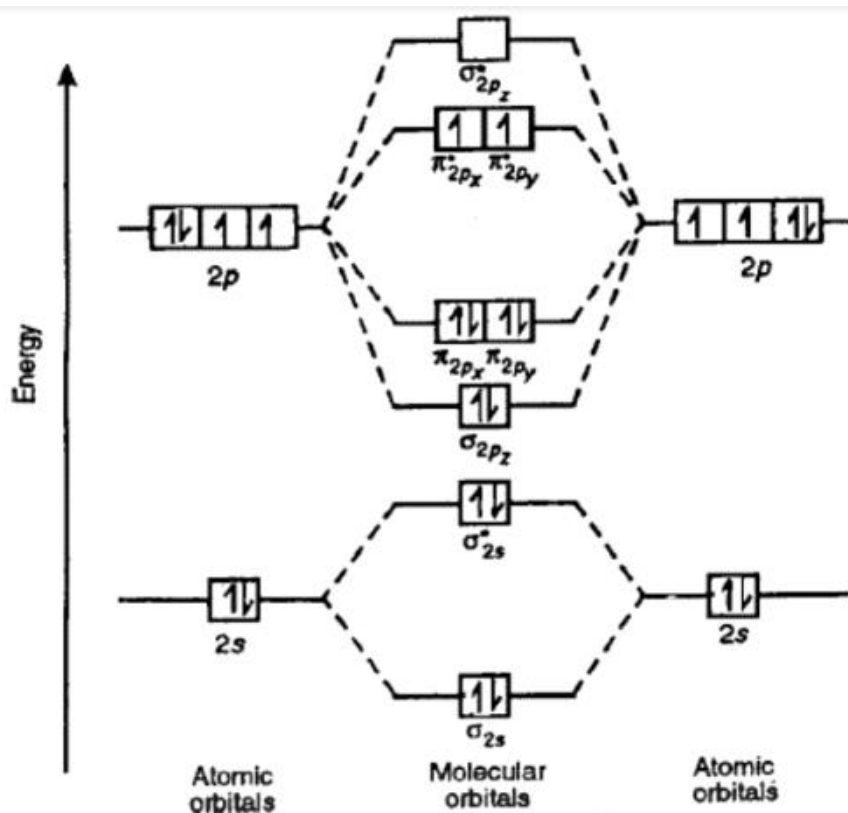 σ*2pz
π*2px π*2py
2p
2p
Energy
π2px π2py
σ2pz
σ*2s
2s
2s
σ2s
Atomic
orbitals
Molecular
orbitals
Atomic
orbitals